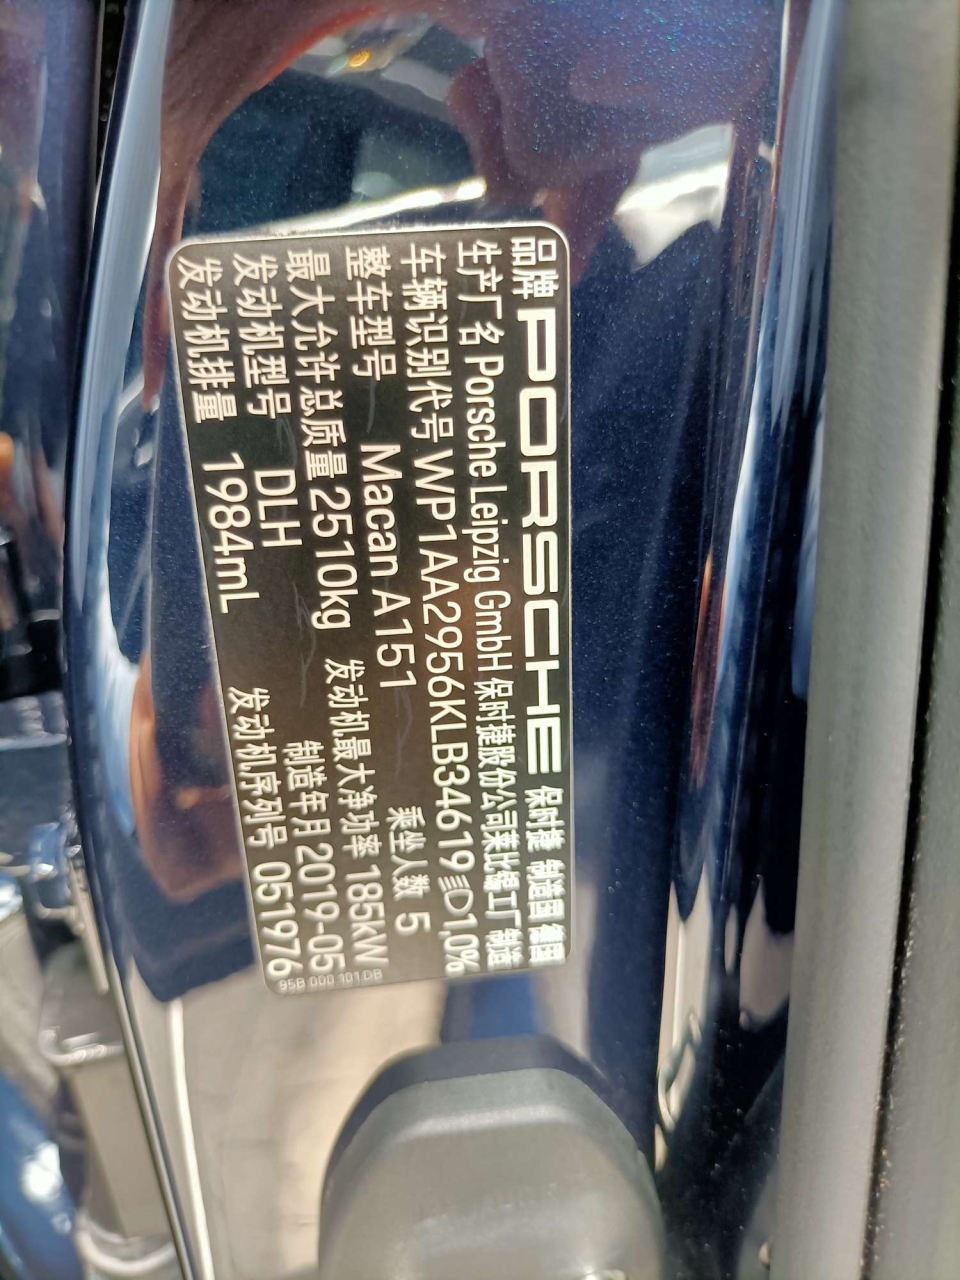 品牌 PORSCHE 保时捷 制造国 德国
生产厂名 Porsche Leipzig GmbH 保时捷股份公司莱比锡工厂 制造
车辆识别代号 WP1AA2956KLB34619 D1,0%
整车型号 Macan A151 乘坐人数 5
最大允许总质量 2510kg 发动机最大净功率 185kW
发动机型号 DLH 制造年月 2019-05
发动机排量 1984mL 发动机序列号 051976
95B 000 101 DB